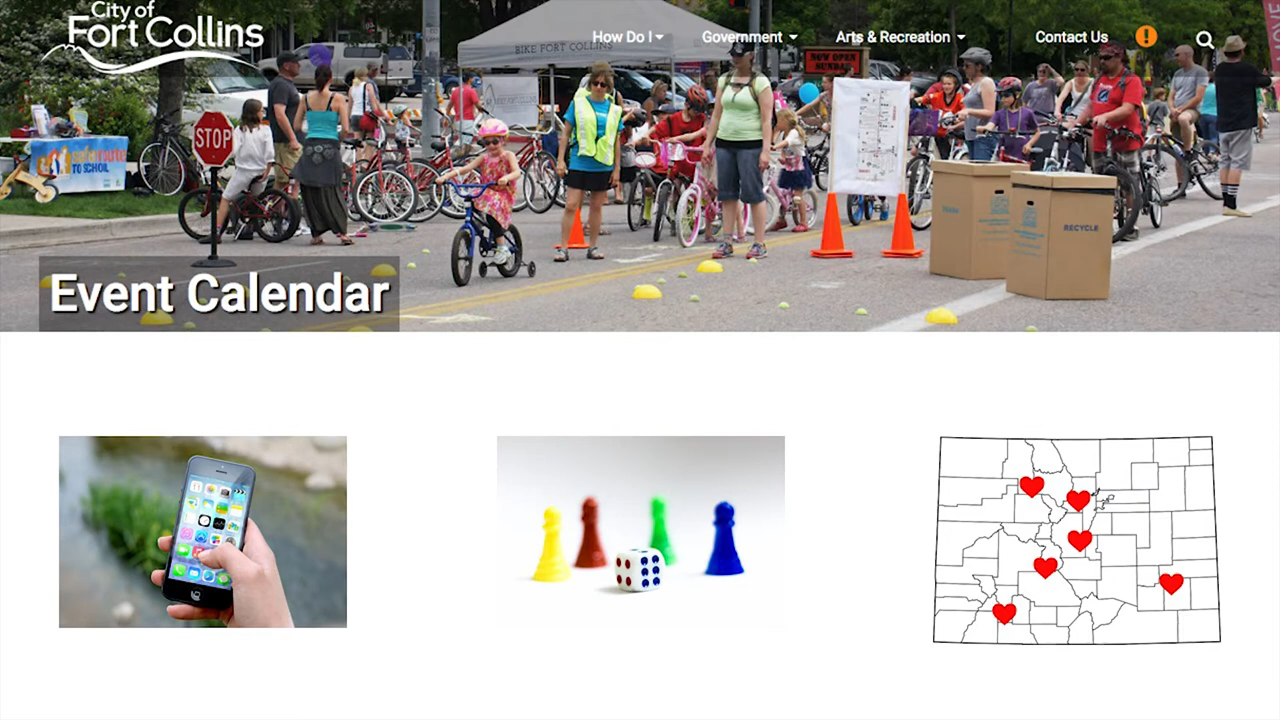 City of
Fort Collins
How Do I
Government
Arts & Recreation
Contact Us
BIKE FORT COLLINS
NOW OPEN
SUNDAY
STOP
TO SCHOOL
RECYCLE
Event Calendar